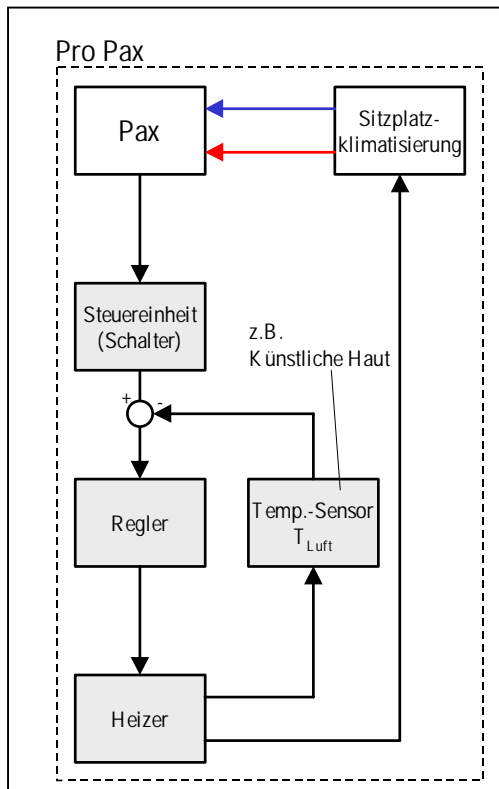 Pro Pax
Pax
Sitzplatz-
klimatisierung
Steuereinheit
(Schalter)
z.B.
Künstliche Haut
+
-
Regler
Temp.-Sensor
T Luft
Heizer